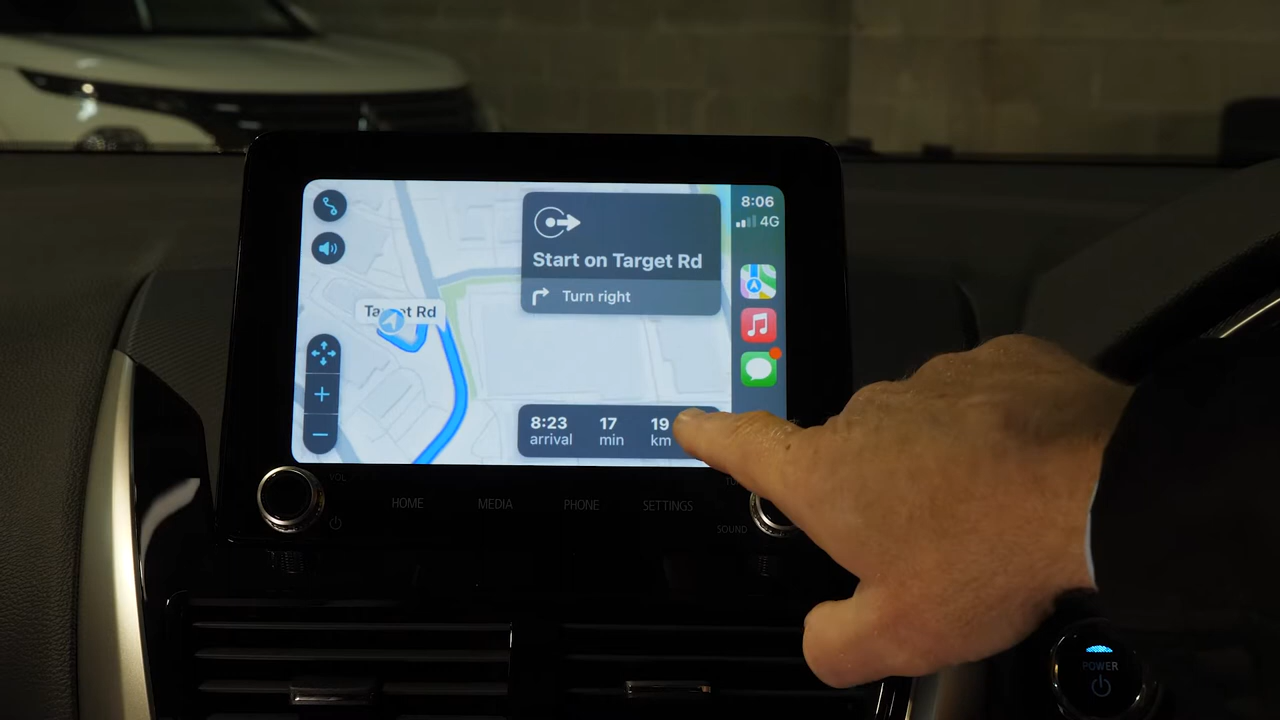 8:06
4G
Start on Target Rd
Turn right
Target Rd
8:23 17 19
arrival min km
VOL
HOME MEDIA PHONE SETTINGS
SOUND
POWER